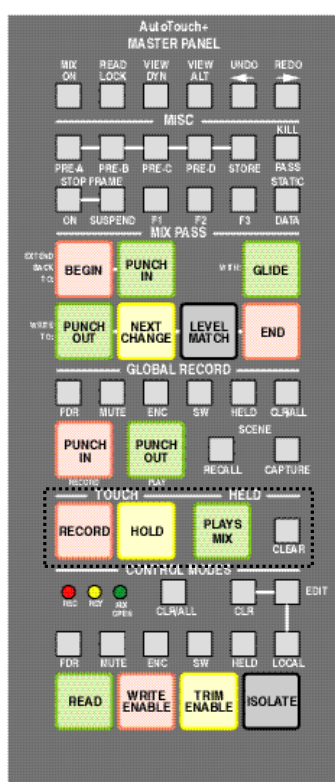 AutoTouch+
MASTER PANEL
MIX ON READ LOCK VIEW DYN VIEW ALT UNDO REDO
MISC
KILL
PRE-A PRE-B PRE-C PRE-D STORE PASS
STOP FRAME STATIC
ON SUSPEND F1 F2 F3 DATA
MIX PASS
EXTEND BACK TO: BEGIN PUNCH IN WITH: GLIDE
WRITE TO: PUNCH OUT NEXT CHANGE LEVEL MATCH END
GLOBAL RECORD
FDR MUTE ENC SW HELD CLR/ALL
PUNCH IN PUNCH OUT SCENE
RECORD PLAY RECALL CAPTURE
TOUCH HELD
RECORD HOLD PLAYS MIX CLEAR
CONTROL MODES
EDIT
REC RDY MIX OPEN CLR/ALL CLR
FDR MUTE ENC SW HELD LOCAL
READ WRITE ENABLE TRIM ENABLE ISOLATE